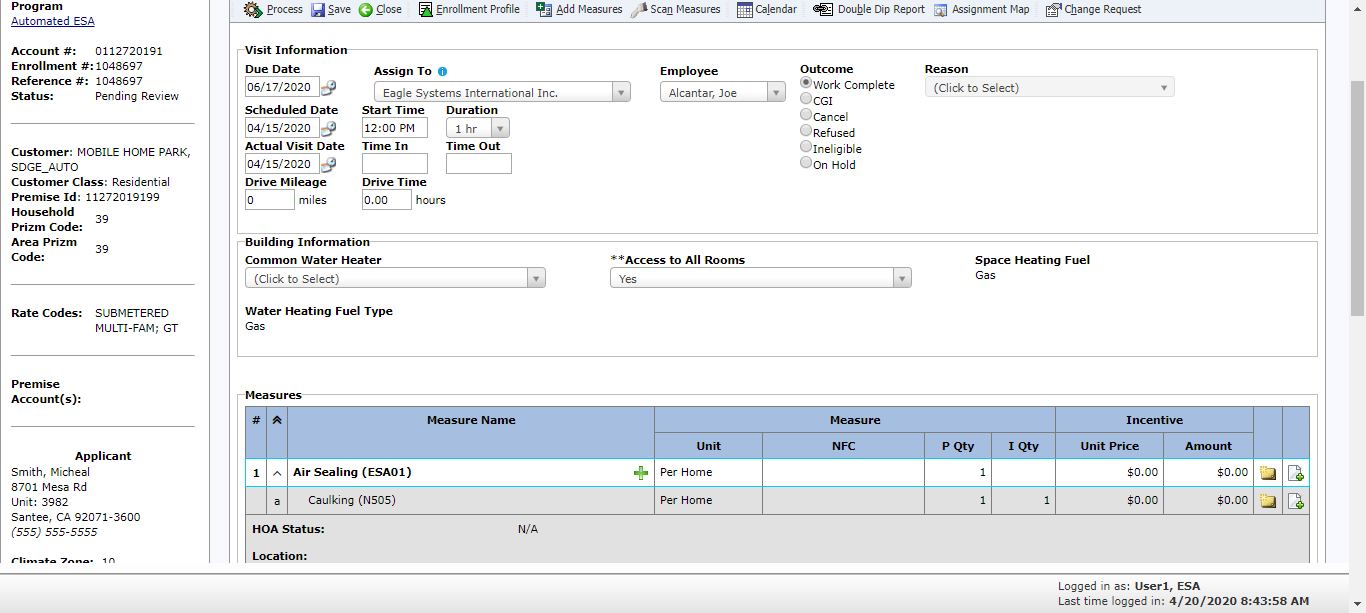 Program
Automated ESA
Account #: 0112720191
Enrollment #: 1048697
Reference #: 1048697
Status: Pending Review
Customer: MOBILE HOME PARK,
SDGE_AUTO
Customer Class: Residential
Premise Id: 11272019199
Household
Prizm Code: 39
Area Prizm
Code: 39
Rate Codes: SUBMETERED
MULTI-FAM; GT
Premise
Account(s):
Applicant
Smith, Micheal
8701 Mesa Rd
Unit: 3982
Santee, CA 92071-3600
(555) 555-5555
Climate Zone: 10
Process Save Close Enrollment Profile Add Measures Scan Measures Calendar Double Dip Report Assignment Map Change Request
Visit Information
Due Date Assign To Employee Outcome Reason
06/17/2020 Eagle Systems International Inc. Alcantar, Joe Work Complete (Click to Select)
CGI
Scheduled Date Start Time Duration Cancel
04/15/2020 12:00 PM 1 hr Refused
Actual Visit Date Time In Time Out Ineligible
04/15/2020 On Hold
Drive Mileage Drive Time
0 miles 0.00 hours
Building Information
Common Water Heater **Access to All Rooms Space Heating Fuel
(Click to Select) Yes Gas
Water Heating Fuel Type
Gas
Measures
# Measure Name Measure Incentive
Unit NFC P Qty I Qty Unit Price Amount
1 Air Sealing (ESA01) Per Home 1 $0.00 $0.00
a Caulking (N505) Per Home 1 1 $0.00 $0.00
HOA Status: N/A
Location:
Logged in as: User1, ESA
Last time logged in: 4/20/2020 8:43:58 AM